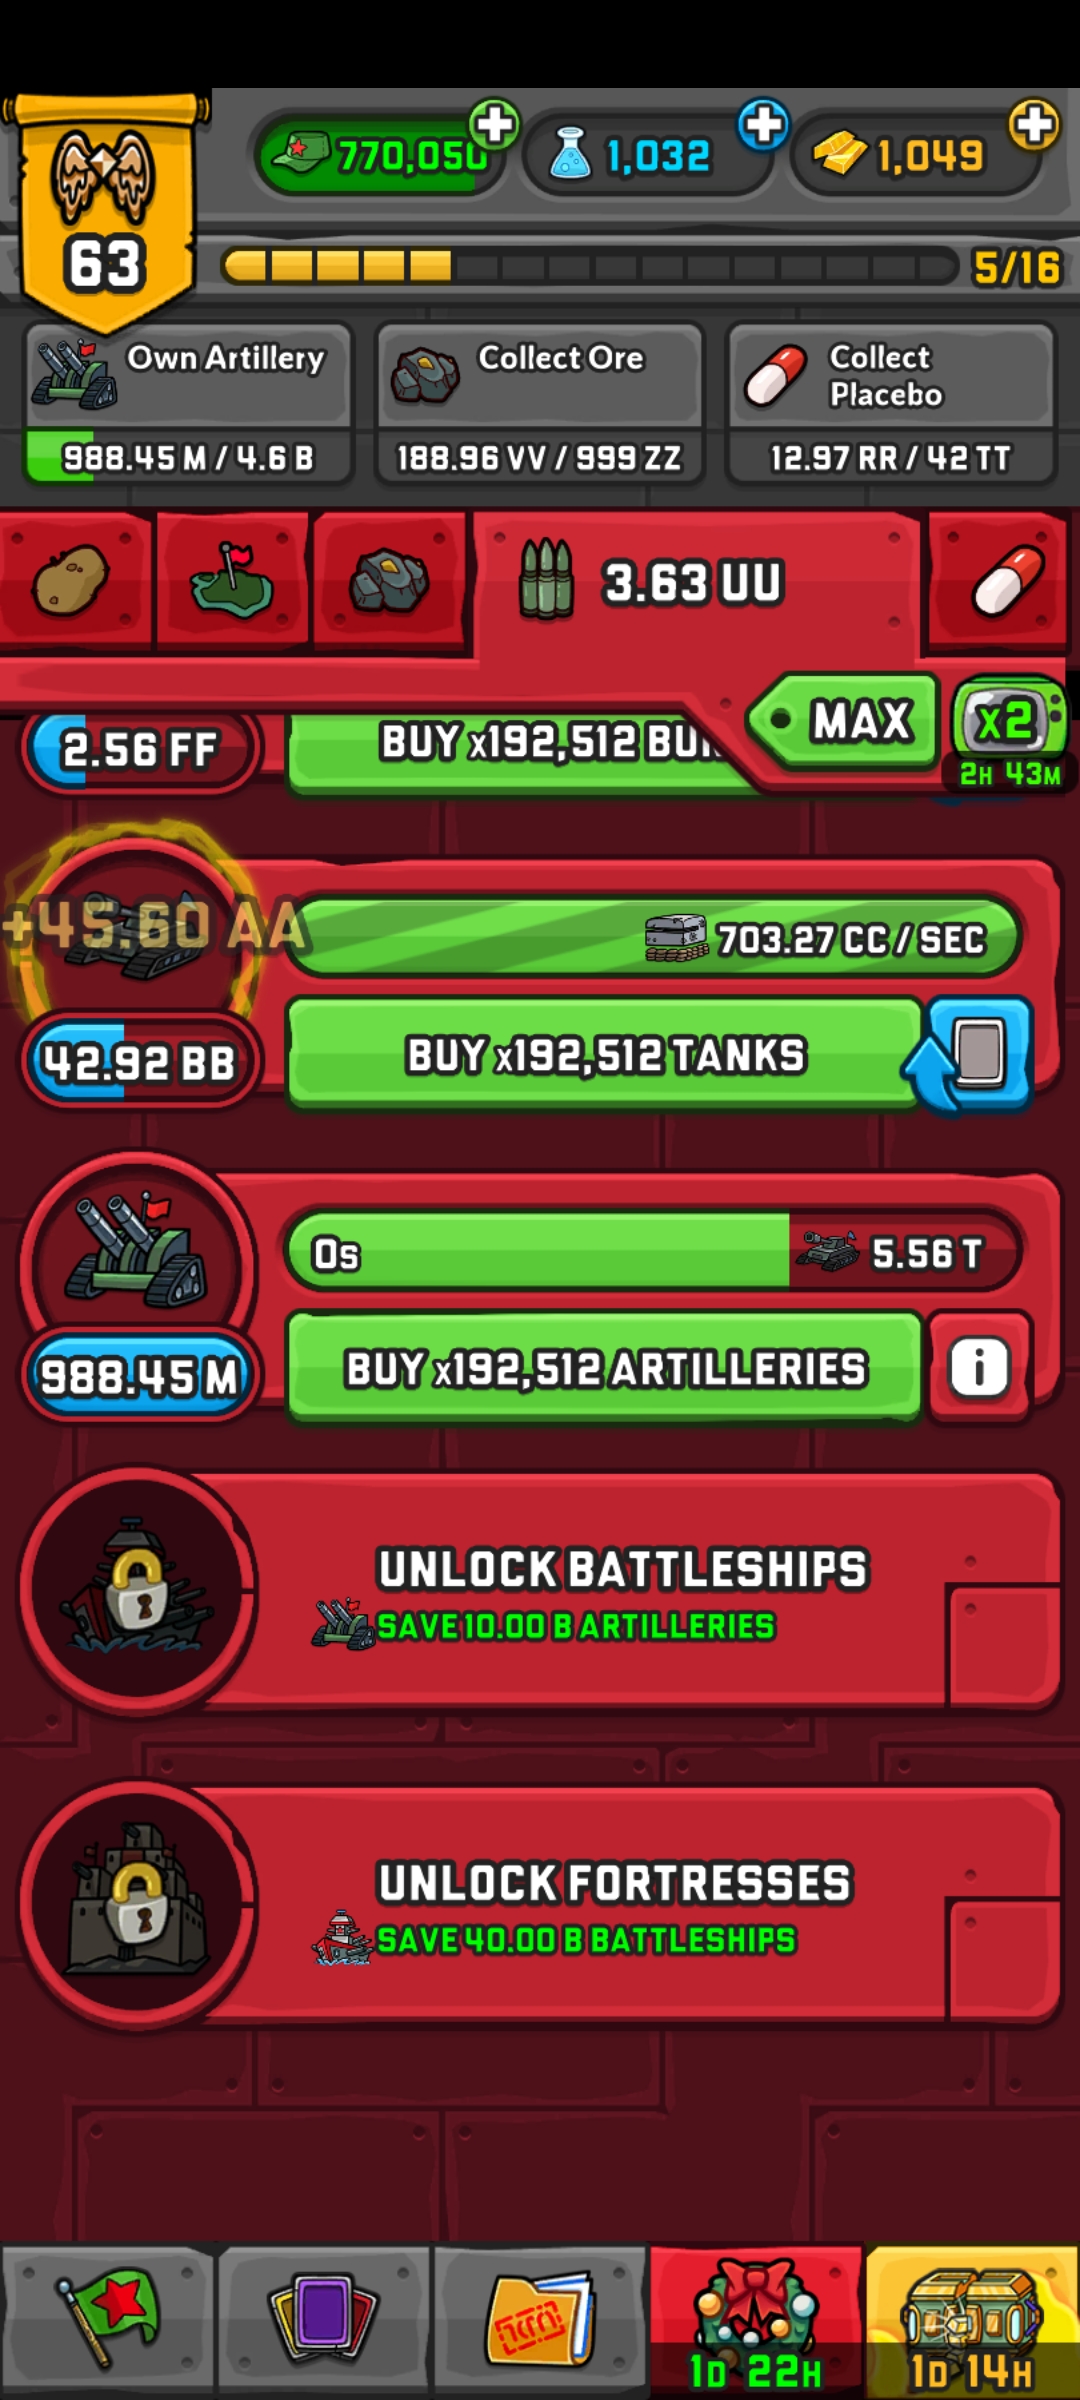 770,050
1,032
1,049
63
5/16
Own Artillery
988.45 M / 4.6 B
Collect Ore
188.96 VV / 999 ZZ
Collect
Placebo
12.97 RR / 42 TT
3.63 UU
MAX
x2
2H 43M
2.56 FF
BUY x192,512 BUN
+45.60 AA
703.27 CC / SEC
42.92 BB
BUY x192,512 TANKS
0s
5.56 T
988.45 M
BUY x192,512 ARTILLERIES
i
UNLOCK BATTLESHIPS
SAVE 10.00 B ARTILLERIES
UNLOCK FORTRESSES
SAVE 40.00 B BATTLESHIPS
1D 22H
1D 14H